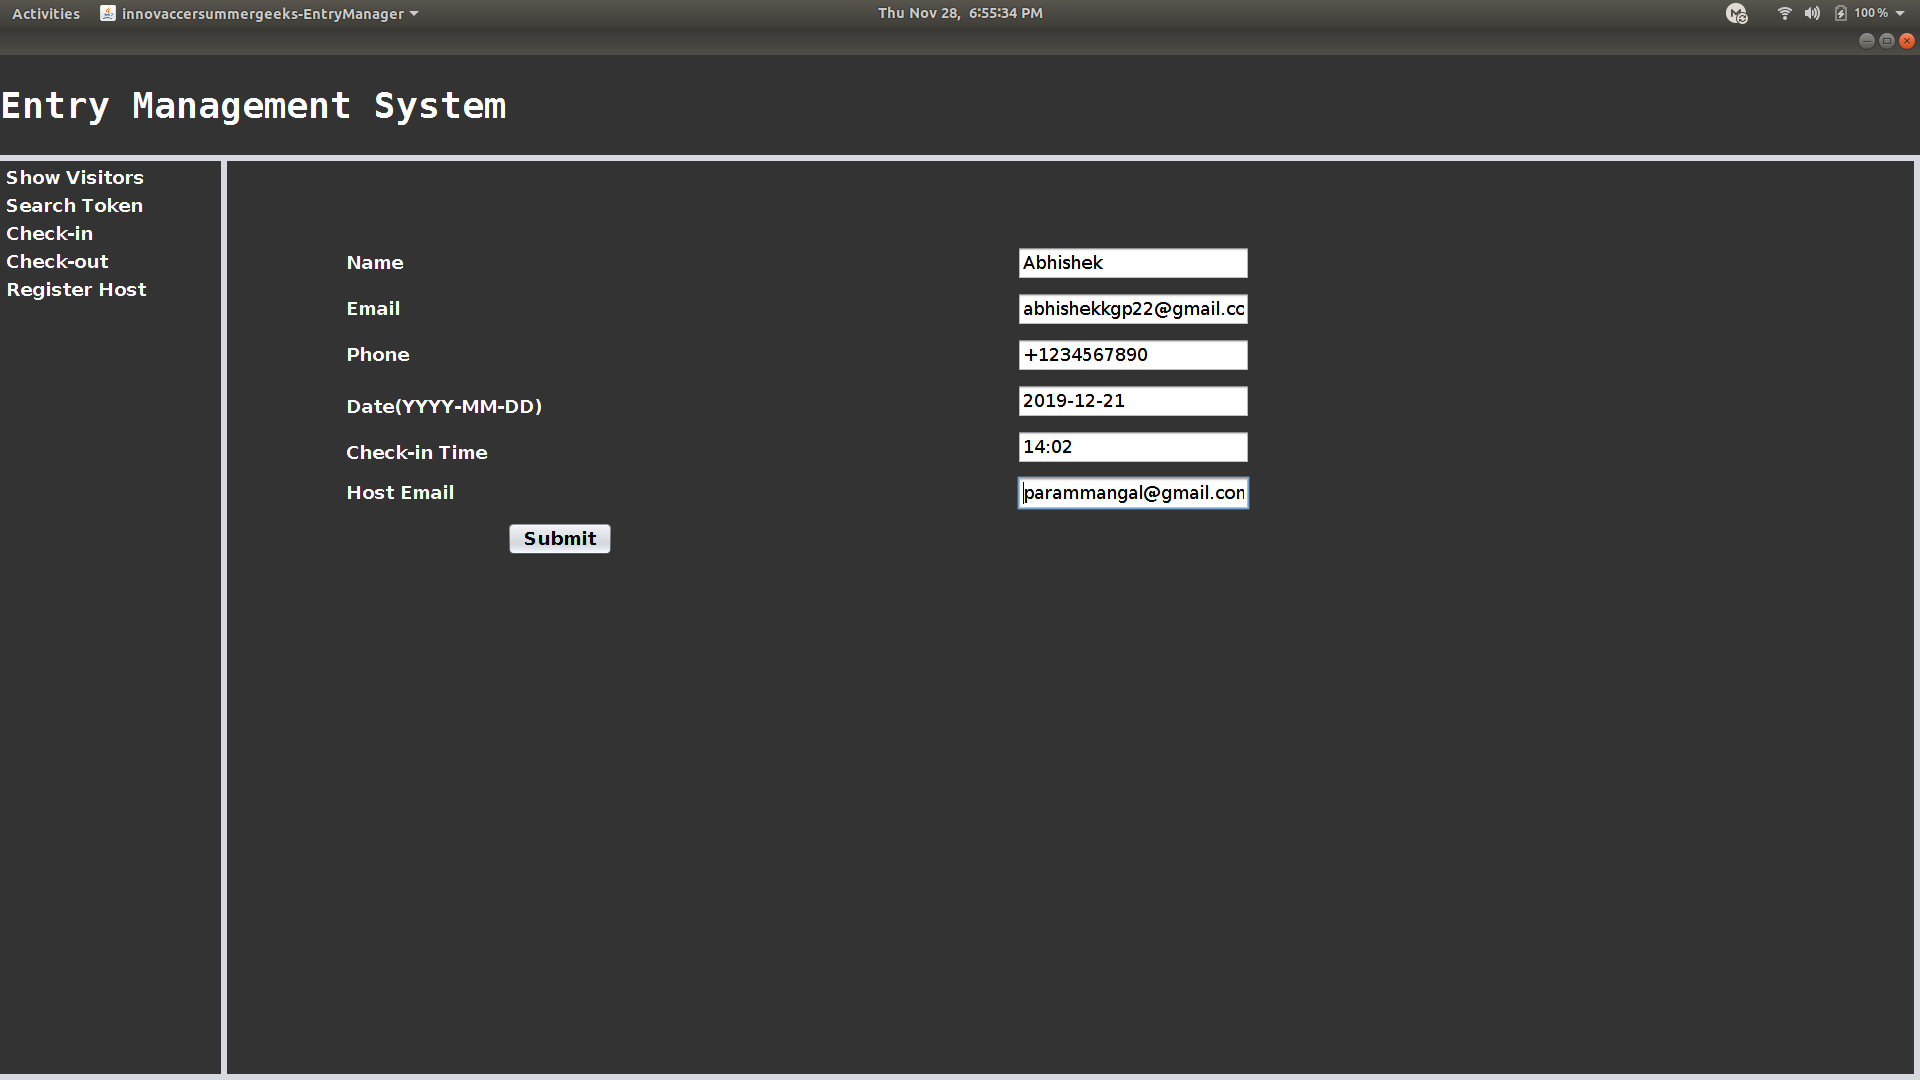 Activities innovaccersummergeeks-EntryManager Thu Nov 28, 6:55:34 PM 100 %
Entry Management System
Show Visitors
Search Token
Check-in
Check-out
Register Host
Name Abhishek
Email abhishekkgp22@gmail.co
Phone +1234567890
Date(YYYY-MM-DD) 2019-12-21
Check-in Time 14:02
Host Email parammangal@gmail.con
Submit